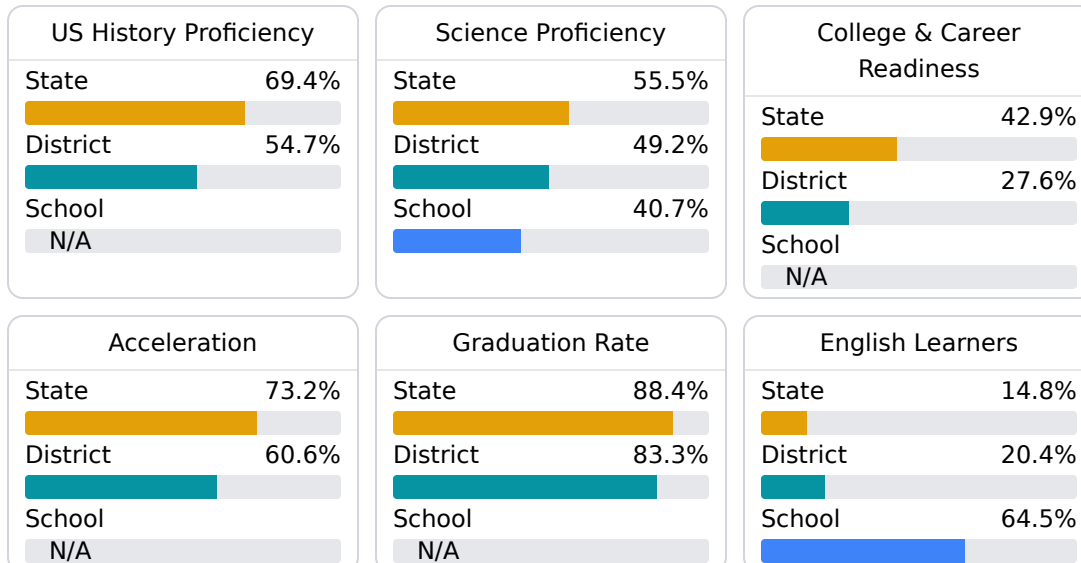 US History Proficiency
State 69.4%
District 54.7%
School
N/A
Science Proficiency
State 55.5%
District 49.2%
School 40.7%
College & Career
Readiness
State 42.9%
District 27.6%
School
N/A
Acceleration
State 73.2%
District 60.6%
School
N/A
Graduation Rate
State 88.4%
District 83.3%
School
N/A
English Learners
State 14.8%
District 20.4%
School 64.5%